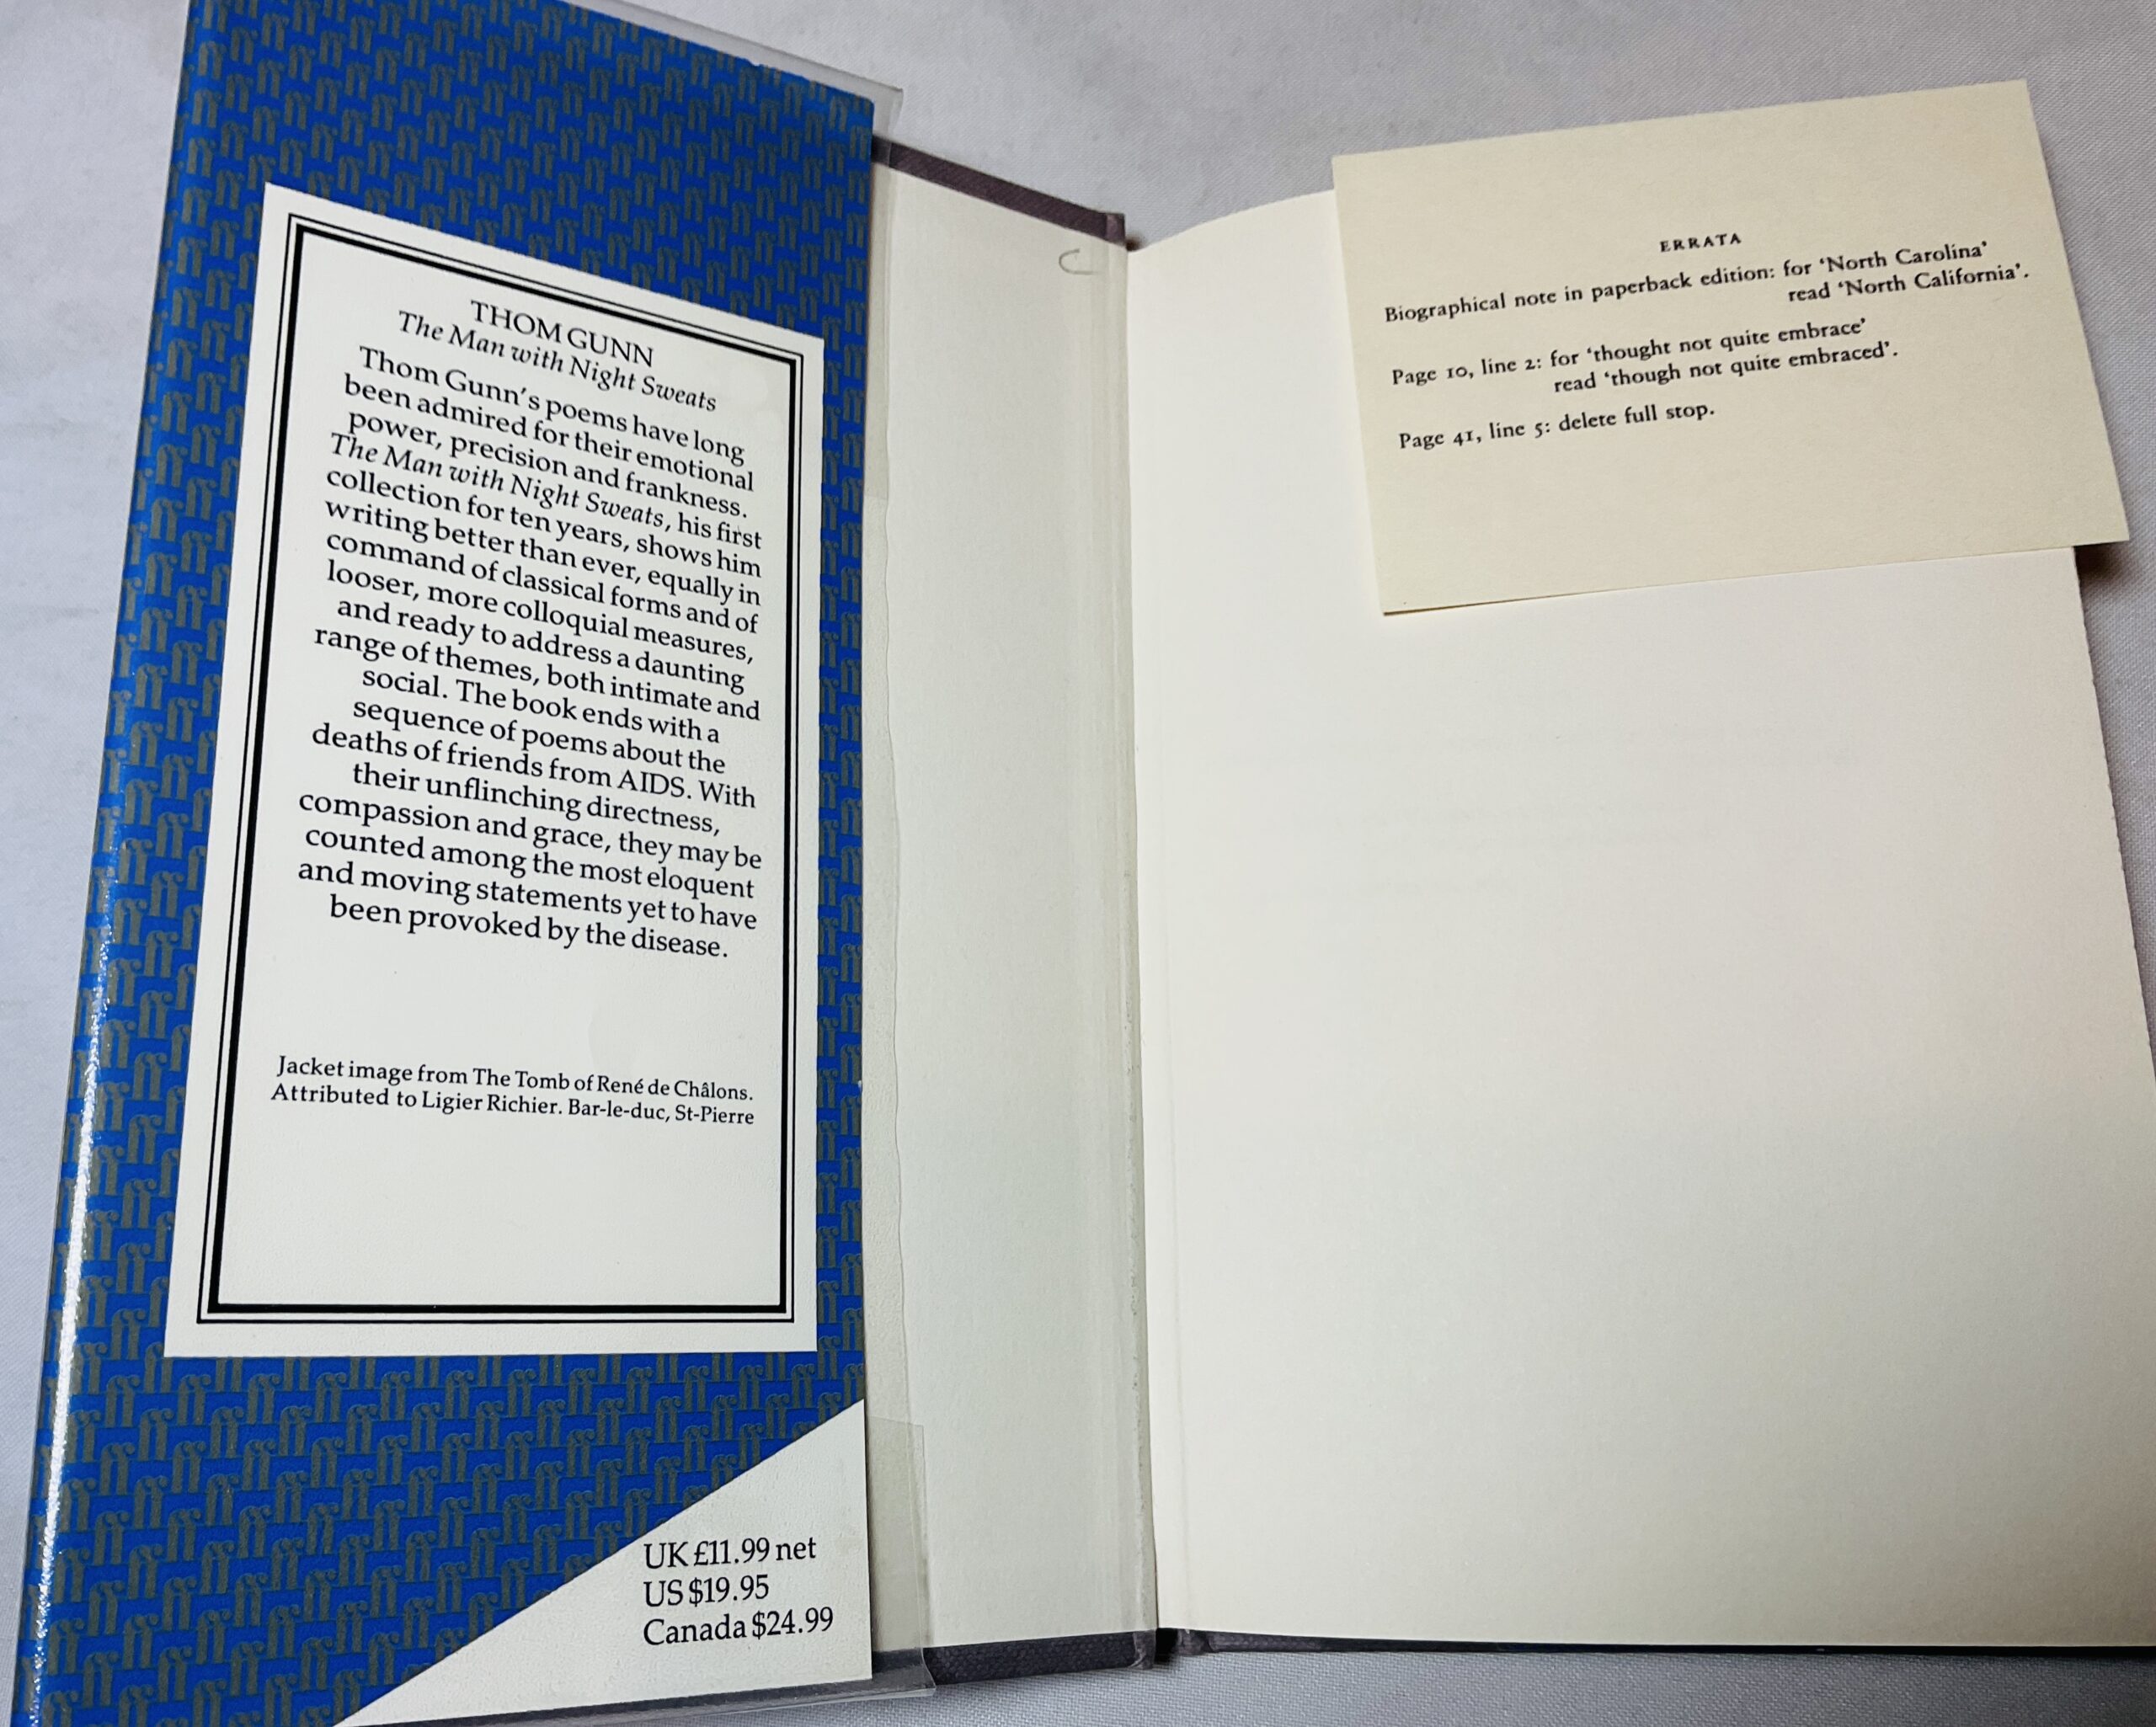 THOM GUNN
The Man with Night Sweats
Thom Gunn's poems have long
been admired for their emotional
power, precision and frankness.
The Man with Night Sweats, his first
collection for ten years, shows him
writing better than ever, equally in
command of classical forms and of
looser, more colloquial measures,
and ready to address a daunting
range of themes, both intimate and
social. The book ends with a
sequence of poems about the
deaths of friends from AIDS. With
their unflinching directness,
compassion and grace, they may be
counted among the most eloquent
and moving statements yet to have
been provoked by the disease.
Jacket image from The Tomb of René de Châlons.
Attributed to Ligier Richier. Bar-le-duc, St-Pierre
UK £11.99 net
US $19.95
Canada $24.99
ERRATA
Biographical note in paperback edition: for ‘North Carolina’
read ‘North California’.
Page 10, line 2: for ‘thought not quite embrace’
read ‘though not quite embraced’.
Page 41, line 5: delete full stop.